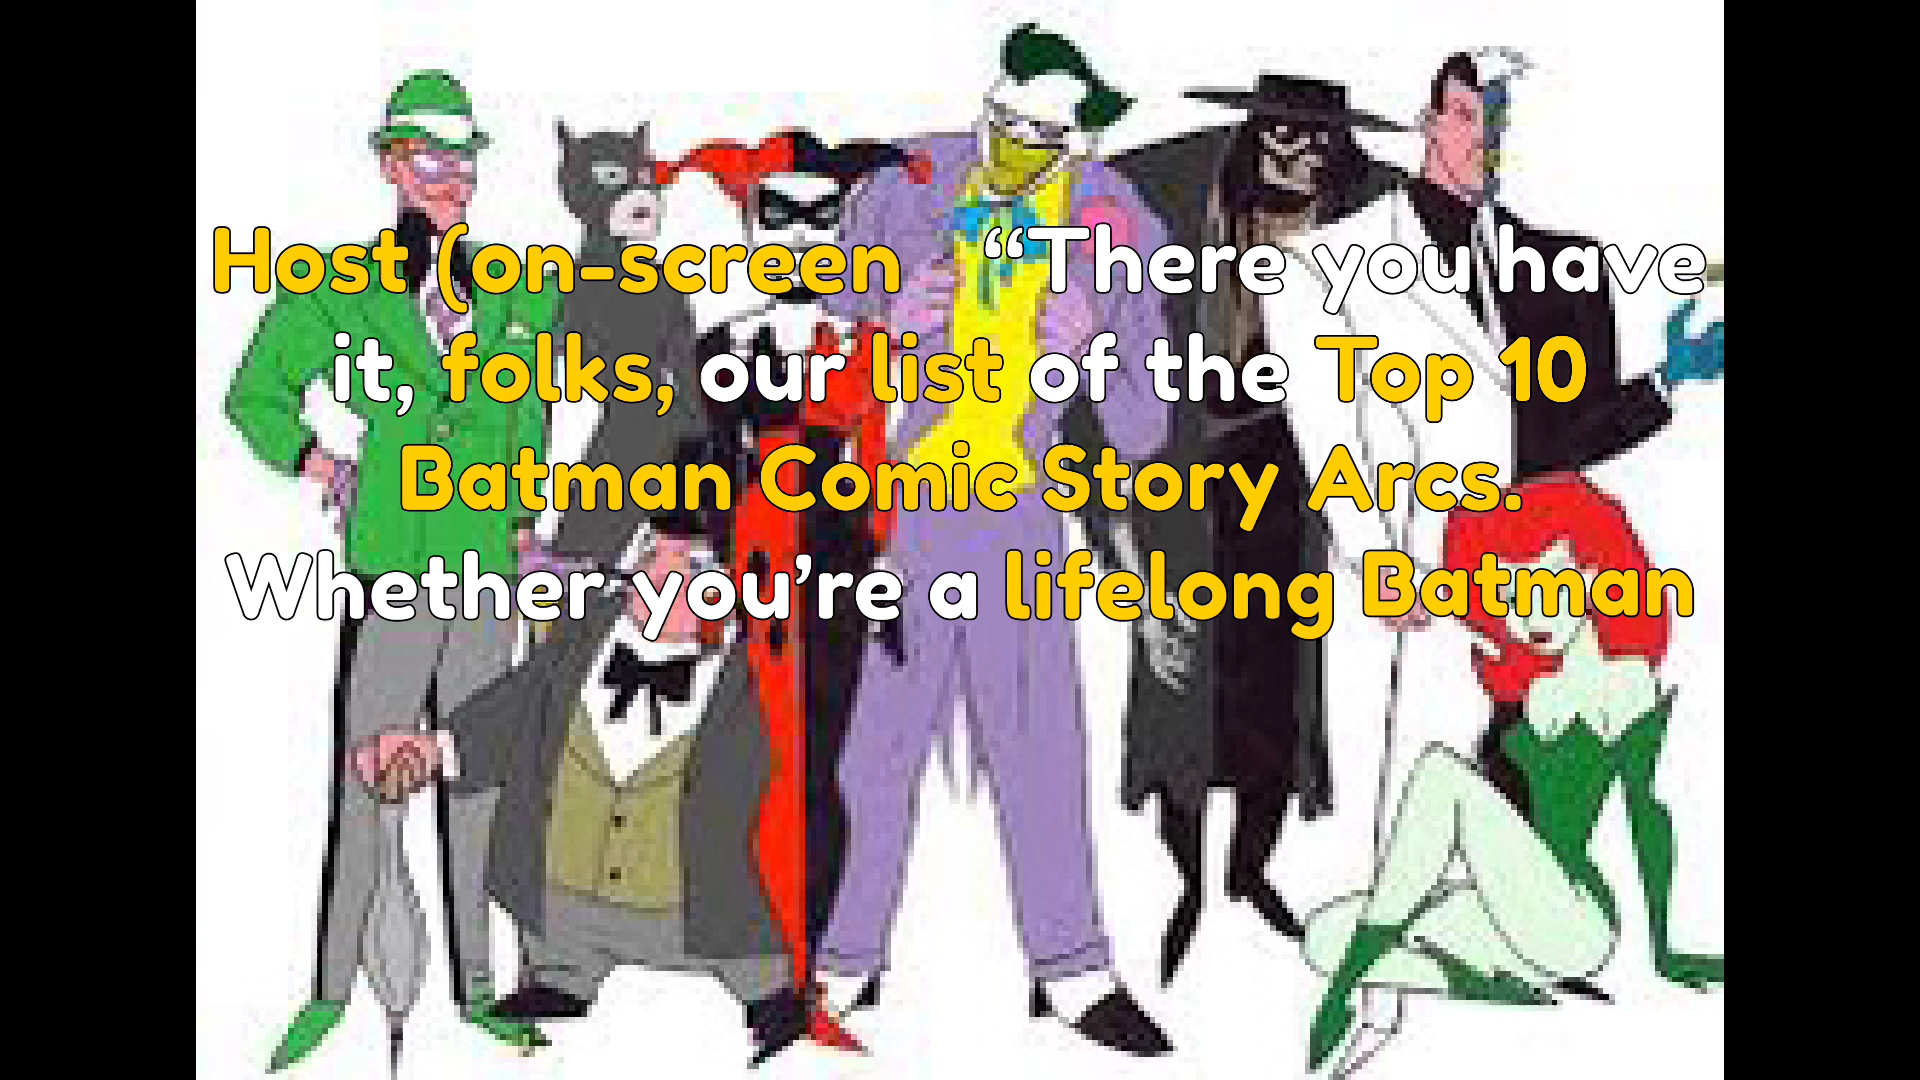 Host (on-screen “There you have
it, folks, our list of the Top 10
Batman Comic Story Arcs.
Whether you’re a lifelong Batman